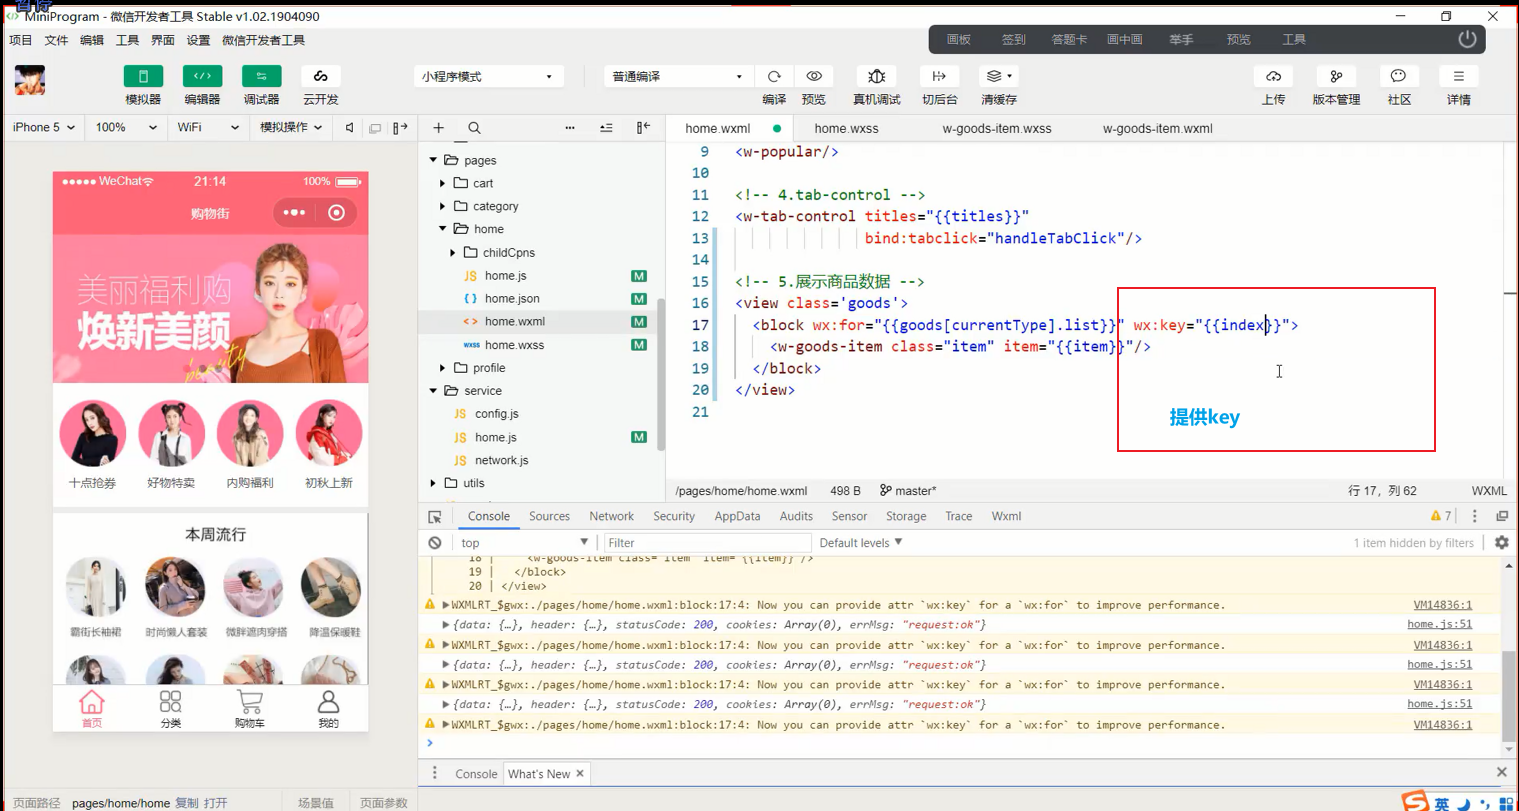 暂停
MiniProgram - 微信开发者工具 Stable v1.02.1904090
项目 文件 编辑 工具 界面 设置 微信开发者工具
画板 签到 答题卡 画中画 举手 预览 工具
模拟器 编辑器 调试器 云开发
小程序模式
普通编译
编译 预览 真机调试 切后台 清缓存
上传 版本管理 社区 详情
iPhone 5 100% WiFi 模拟操作
WeChat 21:14 100%
购物街
美丽福利购
焕新美颜
beauty
十点抢券 好物特卖 内购福利 初秋上新
本周流行
霸街长袖裙 时尚懒人套装 微胖遮肉穿搭 降温保暖鞋
首页 分类 购物车 我的
页面路径 pages/home/home 复制 打开 场景值 页面参数
pages
cart
category
home
childCpns
JS home.js M
{ } home.json M
<> home.wxml M
wxss home.wxss M
profile
service
JS config.js
JS home.js M
JS network.js
utils
home.wxml home.wxss w-goods-item.wxss w-goods-item.wxml
9 <w-popular/>
10
11 <!-- 4.tab-control -->
12 <w-tab-control titles="{{titles}}"
13 bind:tabclick="handleTabClick"/>
14
15 <!-- 5.展示商品数据 -->
16 <view class='goods'>
17 <block wx:for="{{goods[currentType].list}}" wx:key="{{index}}">
18 <w-goods-item class="item" item="{{item}}"/>
19 </block>
20 </view>
21
提供key
/pages/home/home.wxml 498 B master* 行 17，列 62 WXML
Console Sources Network Security AppData Audits Sensor Storage Trace Wxml 7
top Filter Default levels 1 item hidden by filters
18 | <w-goods-item class="item" item="{{item}}"/>
19 | </block>
20 | </view>
WXMLRT_$gwx:./pages/home/home.wxml:block:17:4: Now you can provide attr `wx:key` for a `wx:for` to improve performance. VM14836:1
{data: {…}, header: {…}, statusCode: 200, cookies: Array(0), errMsg: "request:ok"} home.js:51
WXMLRT_$gwx:./pages/home/home.wxml:block:17:4: Now you can provide attr `wx:key` for a `wx:for` to improve performance. VM14836:1
{data: {…}, header: {…}, statusCode: 200, cookies: Array(0), errMsg: "request:ok"} home.js:51
WXMLRT_$gwx:./pages/home/home.wxml:block:17:4: Now you can provide attr `wx:key` for a `wx:for` to improve performance. VM14836:1
{data: {…}, header: {…}, statusCode: 200, cookies: Array(0), errMsg: "request:ok"} home.js:51
WXMLRT_$gwx:./pages/home/home.wxml:block:17:4: Now you can provide attr `wx:key` for a `wx:for` to improve performance. VM14836:1
Console What's New
英